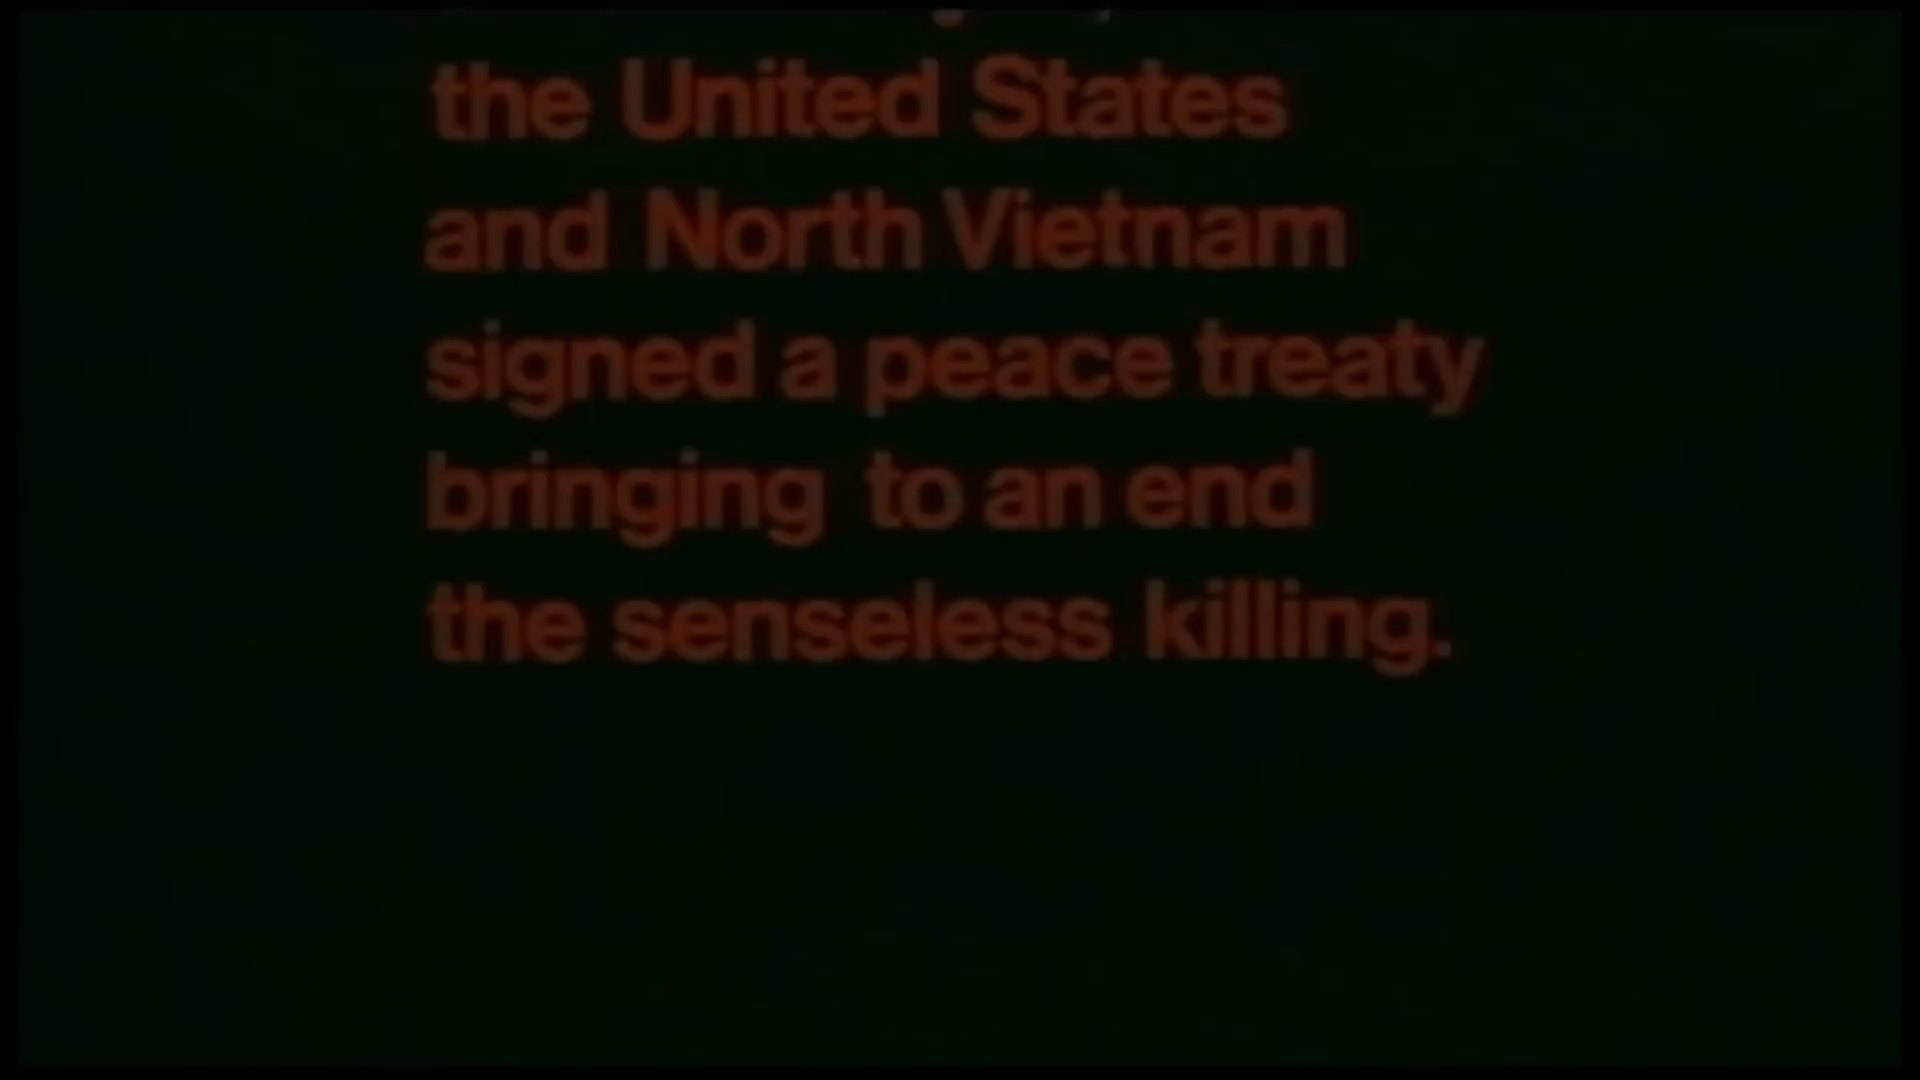 the United States
and North Vietnam
signed a peace treaty
bringing to an end
the senseless killing.